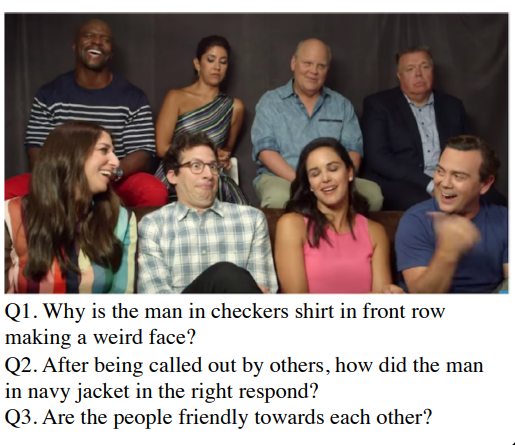 Q1. Why is the man in checkers shirt in front row
making a weird face?
Q2. After being called out by others, how did the man
in navy jacket in the right respond?
Q3. Are the people friendly towards each other?